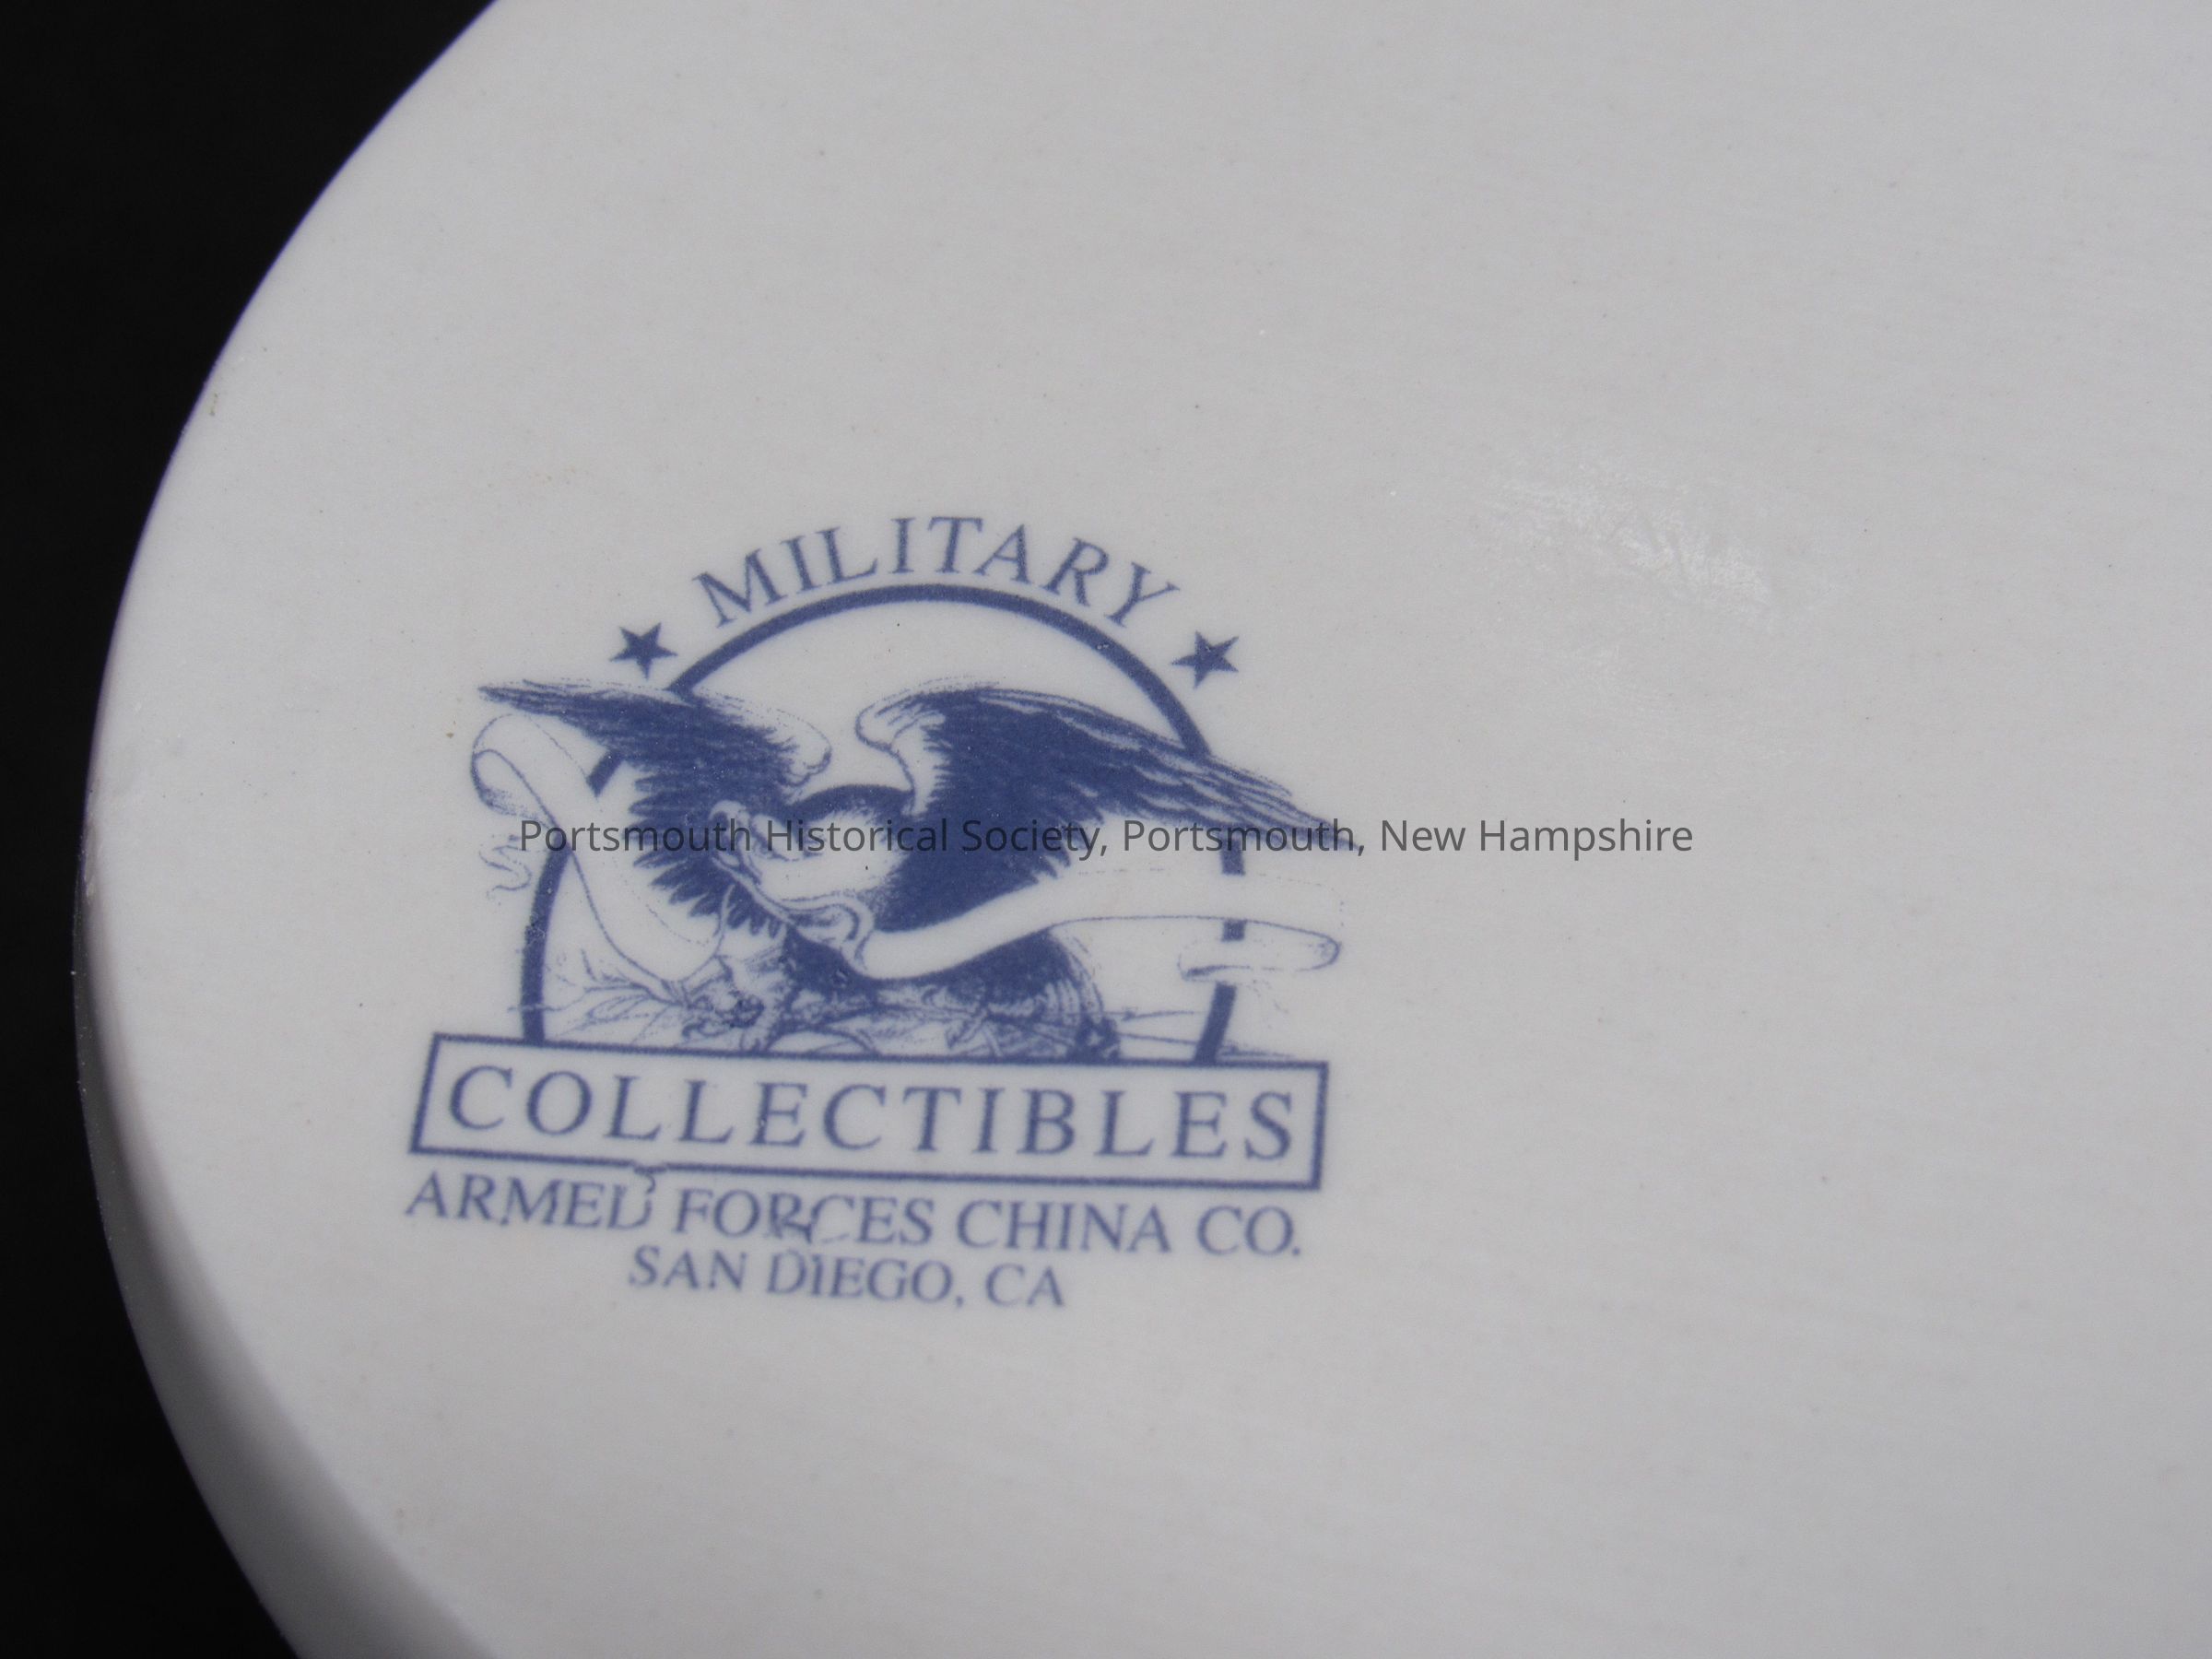 MILITARY
Portsmouth Historical Society, Portsmouth, New Hampshire
COLLECTIBLES
ARMED FORCES CHINA CO.
SAN DIEGO, CA